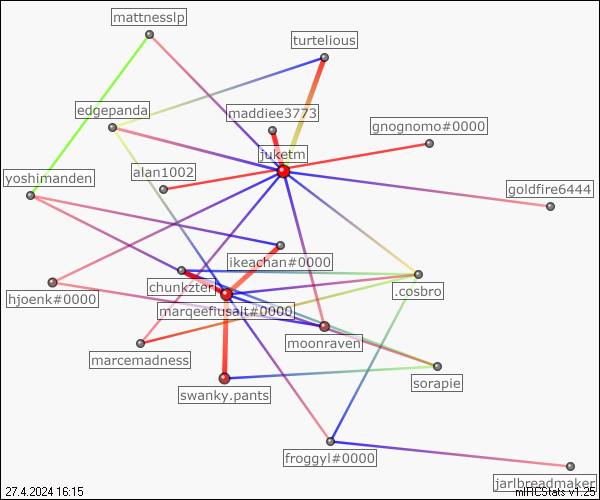 mattnesslp
turtelious
edgepanda
maddiee3773
gnognomo#0000
juketm
alan1002
yoshimanden
goldfire6444
ikeachan#0000
chunkzter
.cosbro
hjoenk#0000
marqeefiusalt#0000
moonraven
marcemadness
sorapie
swanky.pants
froggyl#0000
jarlbreadmaker
27.4.2024 16:15
mIRCStats v1.25